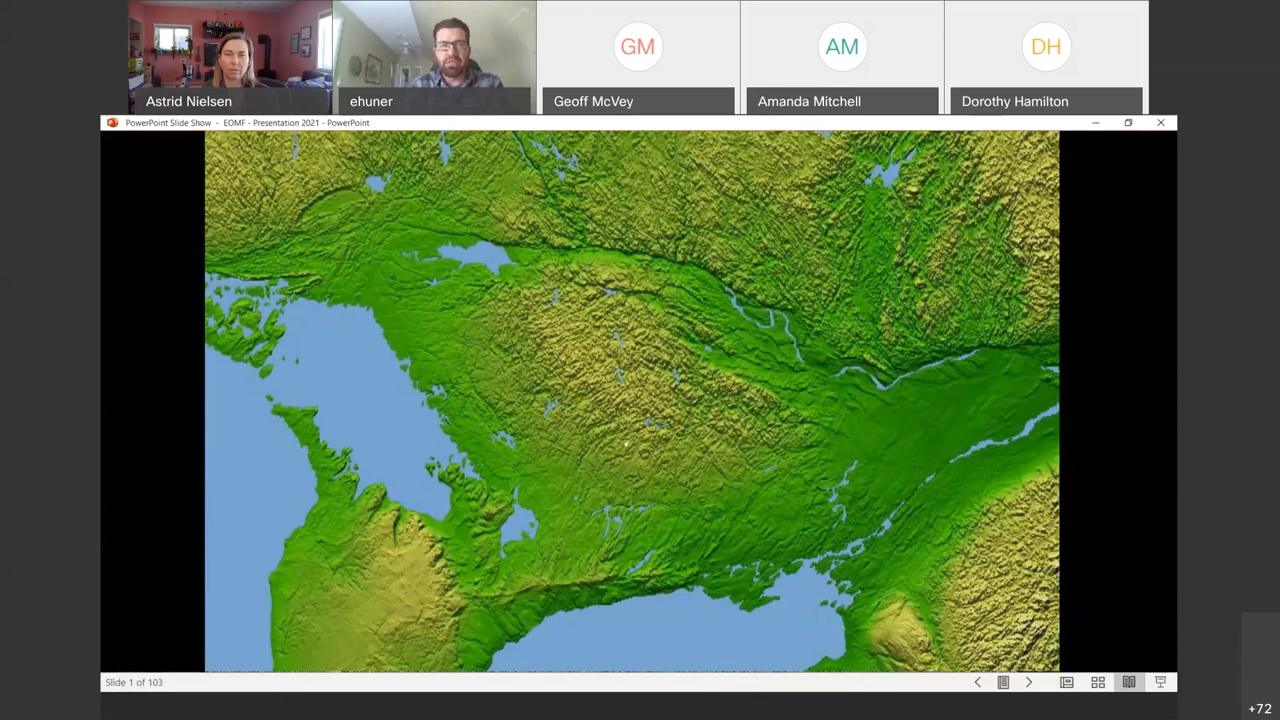 GM
AM
DH
Astrid Nielsen
ehuner
Geoff McVey
Amanda Mitchell
Dorothy Hamilton
PowerPoint Slide Show - EOMF - Presentation 2021 - PowerPoint
Slide 1 of 103
+72